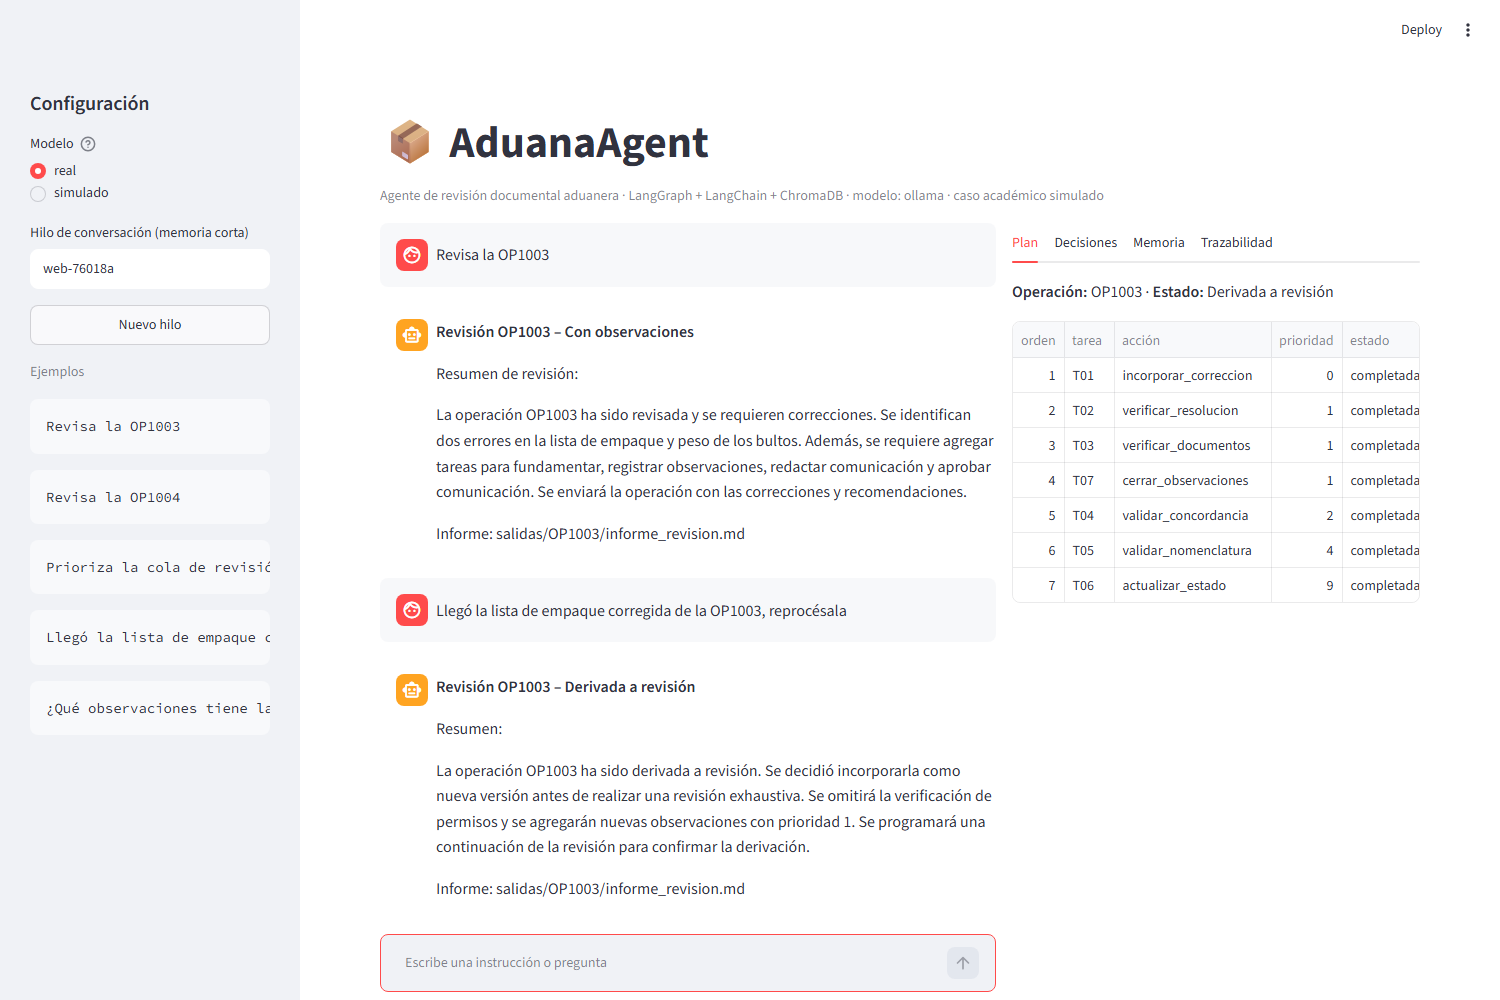 Deploy
Configuración
Modelo
real
simulado
Hilo de conversación (memoria corta)
web-76018a
Nuevo hilo
Ejemplos
Revisa la OP1003
Revisa la OP1004
Prioriza la cola de revisió
Llegó la lista de empaque c
¿Qué observaciones tiene la
AduanaAgent
Agente de revisión documental aduanera · LangGraph + LangChain + ChromaDB · modelo: ollama · caso académico simulado
Revisa la OP1003
Revisión OP1003 – Con observaciones
Resumen de revisión:
La operación OP1003 ha sido revisada y se requieren correcciones. Se identifican
dos errores en la lista de empaque y peso de los bultos. Además, se requiere agregar
tareas para fundamentar, registrar observaciones, redactar comunicación y aprobar
comunicación. Se enviará la operación con las correcciones y recomendaciones.
Informe: salidas/OP1003/informe_revision.md
Llegó la lista de empaque corregida de la OP1003, reprocésala
Revisión OP1003 – Derivada a revisión
Resumen:
La operación OP1003 ha sido derivada a revisión. Se decidió incorporarla como
nueva versión antes de realizar una revisión exhaustiva. Se omitirá la verificación de
permisos y se agregarán nuevas observaciones con prioridad 1. Se programará una
continuación de la revisión para confirmar la derivación.
Informe: salidas/OP1003/informe_revision.md
Escribe una instrucción o pregunta
Plan Decisiones Memoria Trazabilidad
Operación: OP1003 · Estado: Derivada a revisión
orden tarea acción prioridad estado
1 T01 incorporar_correccion 0 completada
2 T02 verificar_resolucion 1 completada
3 T03 verificar_documentos 1 completada
4 T07 cerrar_observaciones 1 completada
5 T04 validar_concordancia 2 completada
6 T05 validar_nomenclatura 4 completada
7 T06 actualizar_estado 9 completada